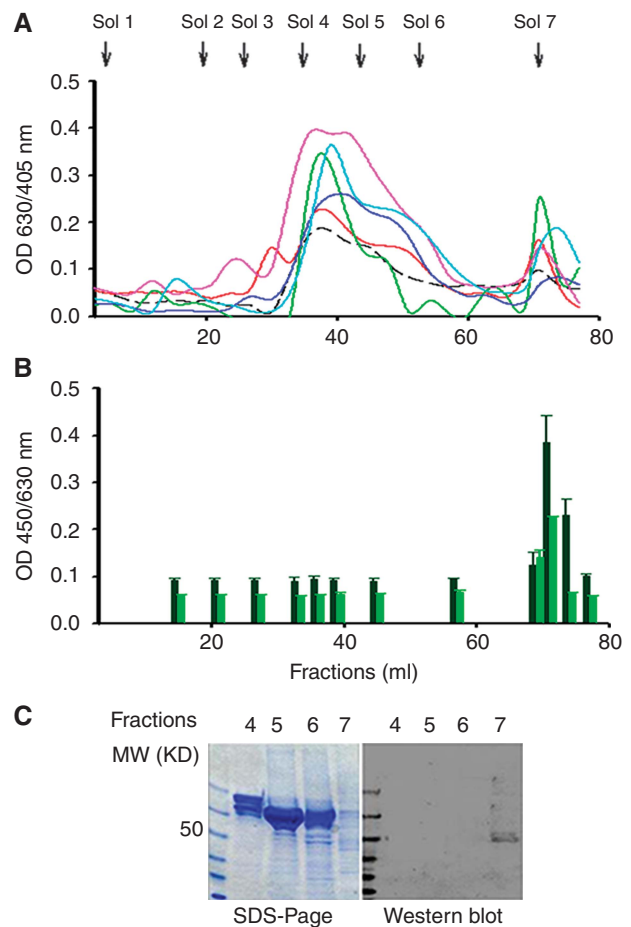 A
Sol 1 Sol 2 Sol 3 Sol 4 Sol 5 Sol 6 Sol 7
0.5
0.4
0.3
0.2
0.1
0.0
OD 630/405 nm
20 40 60 80
B
0.5
0.4
0.3
0.2
0.1
0.0
OD 450/630 nm
20 40 60 80
Fractions (ml)
C
Fractions 4 5 6 7 4 5 6 7
MW (KD)
50
SDS-Page Western blot